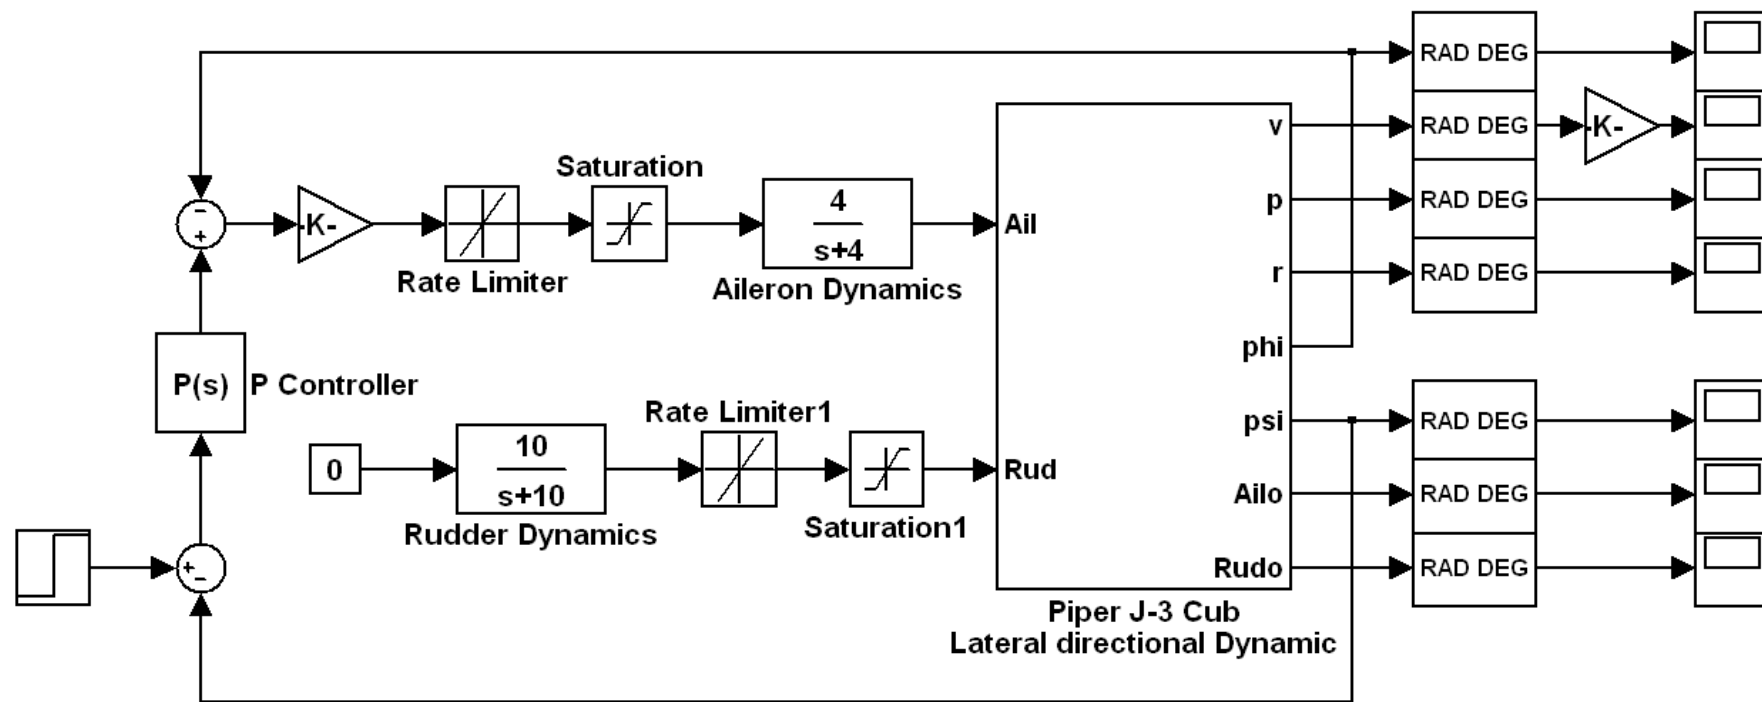 RAD DEG
v
RAD DEG
-K-
Saturation
p
RAD DEG
-
+
-K-
4
s+4
Ail
Rate Limiter
Aileron Dynamics
r
RAD DEG
phi
P(s)
P Controller
Rate Limiter1
psi
RAD DEG
0
10
s+10
Rud
Ailo
RAD DEG
Rudder Dynamics
Saturation1
+
-
Rudo
RAD DEG
Piper J-3 Cub
Lateral directional Dynamic